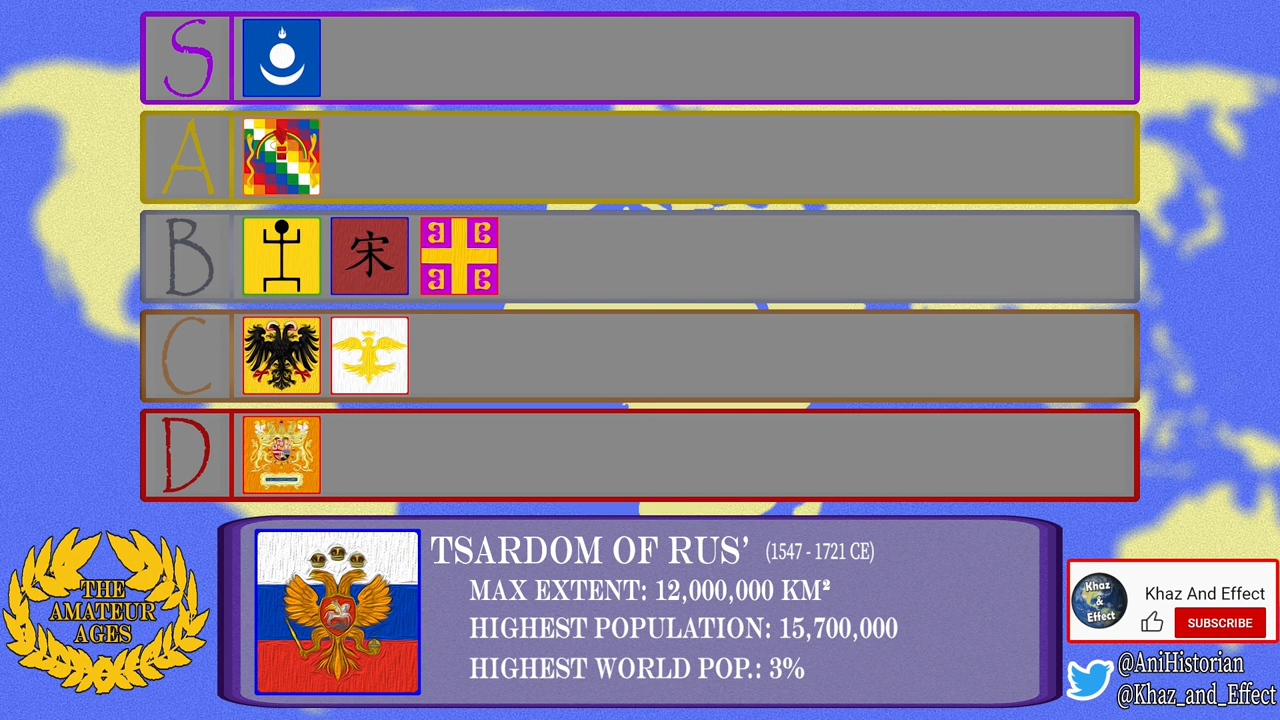 S
A
B
宋
C
D
TSARDOM OF RUS' (1547 - 1721 CE)
MAX EXTENT: 12,000,000 KM²
HIGHEST POPULATION: 15,700,000
HIGHEST WORLD POP.: 3%
THE
AMATEUR
AGES
Khaz
&
Effect
Khaz And Effect
SUBSCRIBE
@AniHistorian
@Khaz_and_Effect